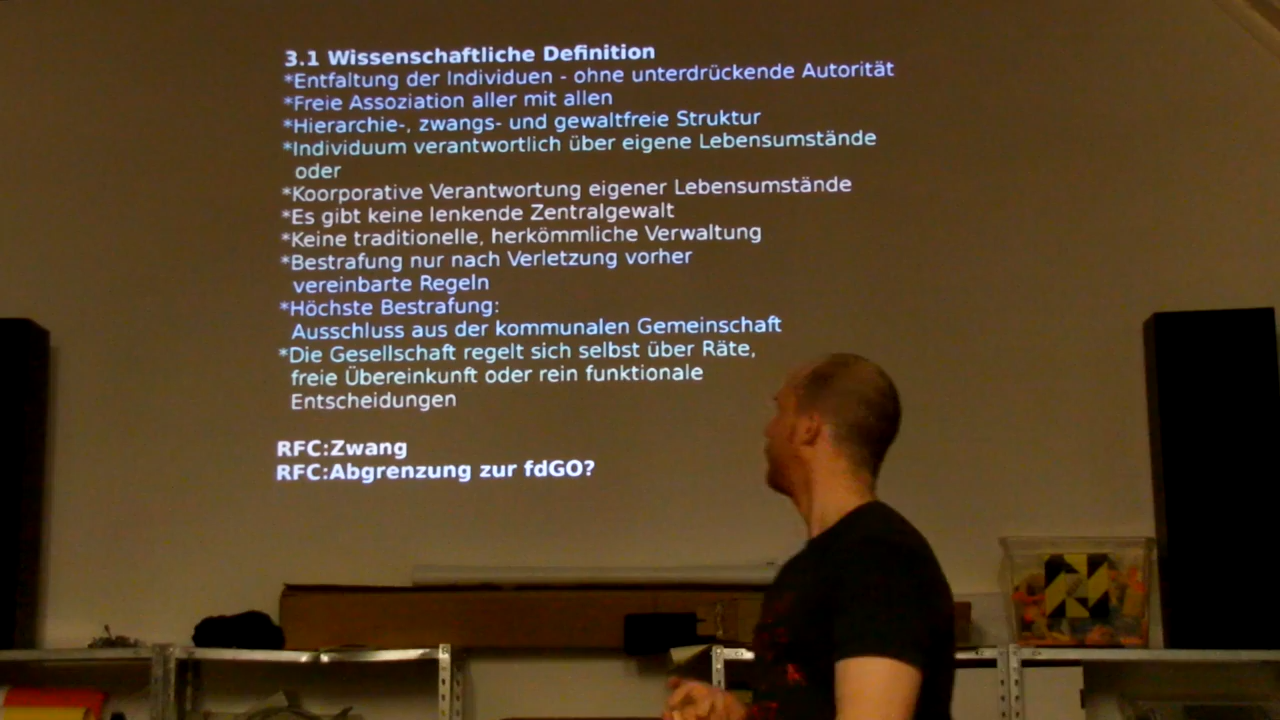 3.1 Wissenschaftliche Definition
*Entfaltung der Individuen - ohne unterdrückende Autorität
*Freie Assoziation aller mit allen
*Hierarchie-, zwangs- und gewaltfreie Struktur
*Individuum verantwortlich über eigene Lebensumstände
oder
*Koorporative Verantwortung eigener Lebensumstände
*Es gibt keine lenkende Zentralgewalt
*Keine traditionelle, herkömmliche Verwaltung
*Bestrafung nur nach Verletzung vorher
vereinbarte Regeln
*Höchste Bestrafung:
Ausschluss aus der kommunalen Gemeinschaft
*Die Gesellschaft regelt sich selbst über Räte,
freie Übereinkunft oder rein funktionale
Entscheidungen
RFC:Zwang
RFC:Abgrenzung zur fdGO?